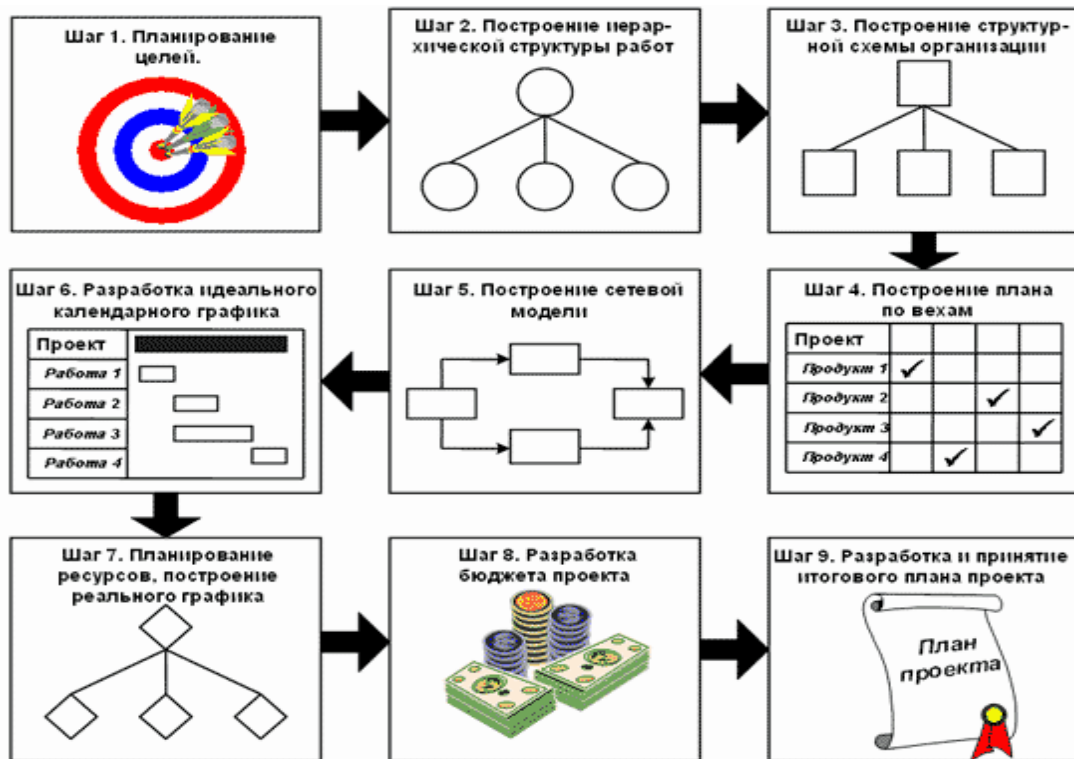 Шаг 1. Планирование
целей.
Шаг 2. Построение иерар-
хической структуры работ
Шаг 3. Построение структур-
ной схемы организации
Шаг 4. Построение плана
по вехам
Проект
Продукт 1
Продукт 2
Продукт 3
Продукт 4
Шаг 5. Построение сетевой
модели
Шаг 6. Разработка идеального
календарного графика
Проект
Работа 1
Работа 2
Работа 3
Работа 4
Шаг 7. Планирование
ресурсов, построение
реального графика
Шаг 8. Разработка
бюджета проекта
Шаг 9. Разработка и принятие
итогового плана проекта
План
проекта